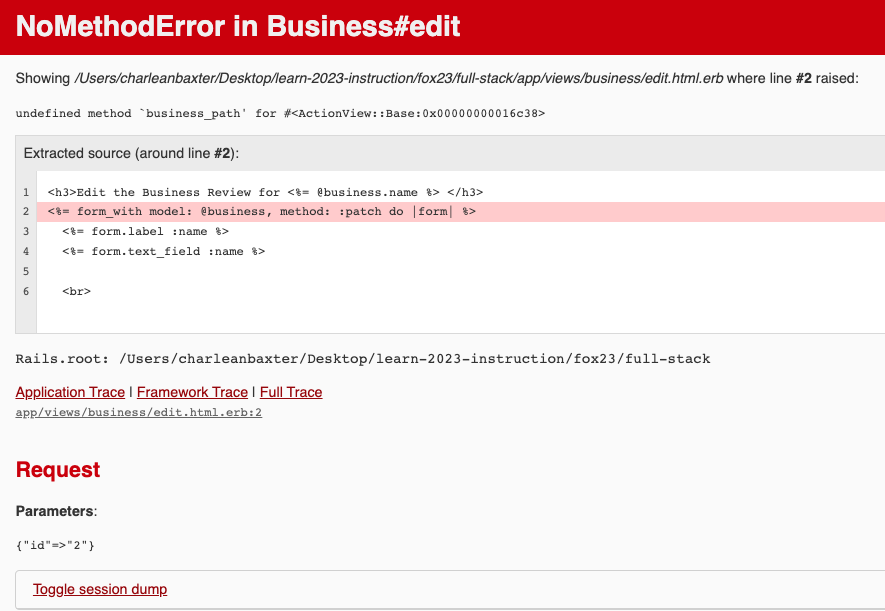 NoMethodError in Business#edit
Showing /Users/charleanbaxter/Desktop/learn-2023-instruction/fox23/full-stack/app/views/business/edit.html.erb where line #2 raised:
undefined method `business_path' for #<ActionView::Base:0x00000000016c38>
Extracted source (around line #2):
1 <h3>Edit the Business Review for <%= @business.name %> </h3>
2 <%= form_with model: @business, method: :patch do |form| %>
3 <%= form.label :name %>
4 <%= form.text_field :name %>
5
6 <br>
Rails.root: /Users/charleanbaxter/Desktop/learn-2023-instruction/fox23/full-stack
Application Trace | Framework Trace | Full Trace
app/views/business/edit.html.erb:2
Request
Parameters:
{"id"=>"2"}
Toggle session dump